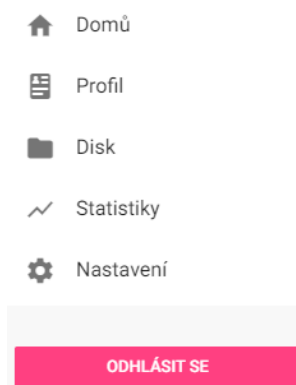 Domů
Profil
Disk
Statistiky
Nastavení
ODHLÁSIT SE